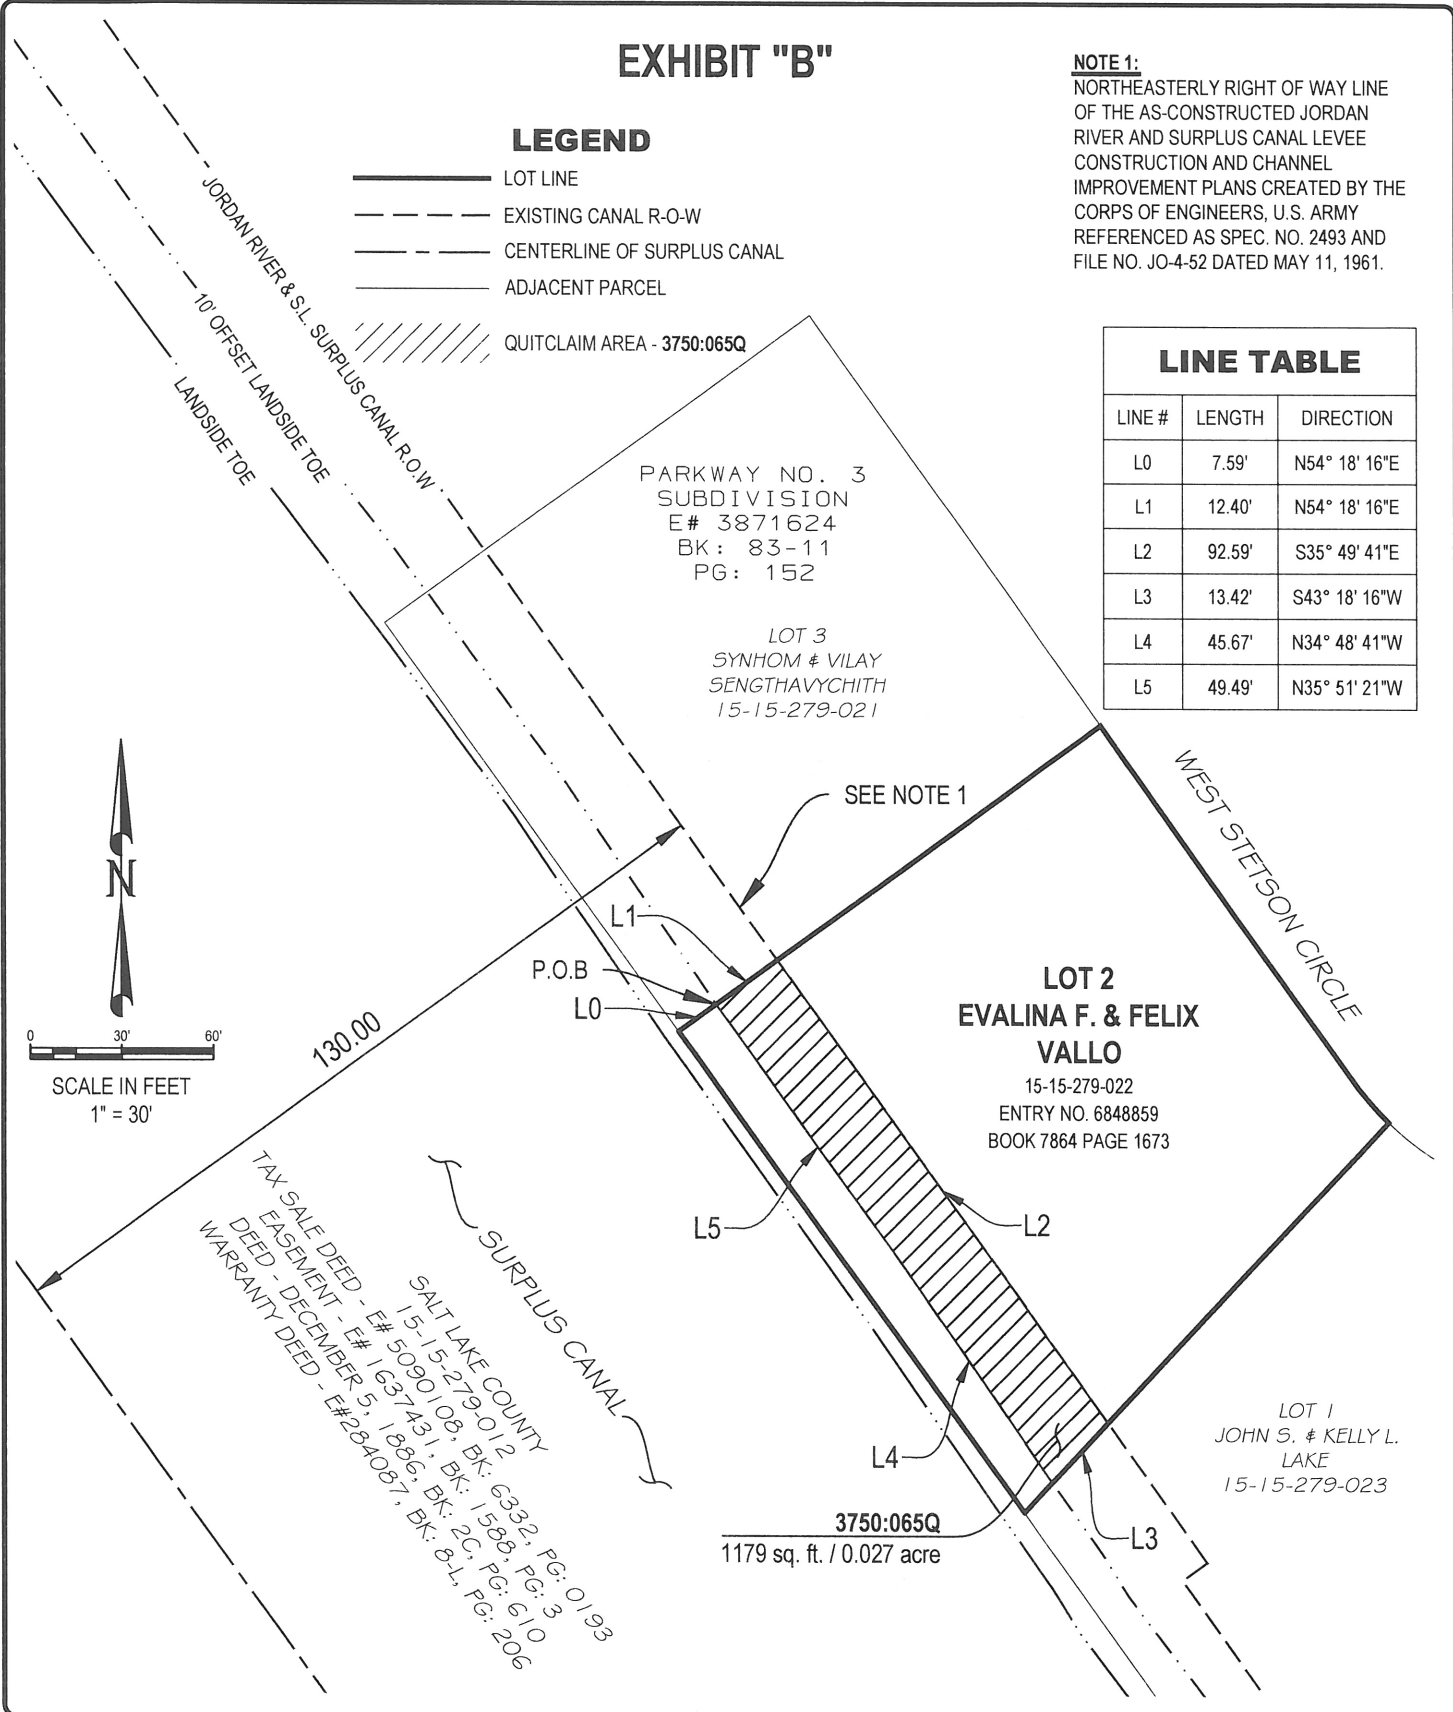 EXHIBIT "B"
NOTE 1:
NORTHEASTERLY RIGHT OF WAY LINE
OF THE AS-CONSTRUCTED JORDAN
RIVER AND SURPLUS CANAL LEVEE
CONSTRUCTION AND CHANNEL
IMPROVEMENT PLANS CREATED BY THE
CORPS OF ENGINEERS, U.S. ARMY
REFERENCED AS SPEC. NO. 2493 AND
FILE NO. JO-4-52 DATED MAY 11, 1961.
LEGEND
LOT LINE
EXISTING CANAL R-O-W
CENTERLINE OF SURPLUS CANAL
ADJACENT PARCEL
QUITCLAIM AREA - 3750:065Q
JORDAN RIVER & S.L. SURPLUS CANAL R.O.W
10' OFFSET LANDSIDE TOE
LANDSIDE TOE
LINE TABLE
LINE # LENGTH DIRECTION
L0 7.59' N54° 18' 16"E
L1 12.40' N54° 18' 16"E
L2 92.59' S35° 49' 41"E
L3 13.42' S43° 18' 16"W
L4 45.67' N34° 48' 41"W
L5 49.49' N35° 51' 21"W
PARKWAY NO. 3
SUBDIVISION
E# 3871624
BK: 83-11
PG: 152
LOT 3
SYNHOM & VILAY
SENGTHAVYCHITH
15-15-279-021
SEE NOTE 1
WEST STETSON CIRCLE
N
L1
P.O.B
L0
130.00
0 30' 60'
SCALE IN FEET
1" = 30'
LOT 2
EVALINA F. & FELIX
VALLO
15-15-279-022
ENTRY NO. 6848859
BOOK 7864 PAGE 1673
L5
L2
SURPLUS CANAL
SALT LAKE COUNTY
15-15-279-012
TAX SALE DEED - E# 5090108, BK: 6332, PG: 0193
EASEMENT - E# 1637431, BK: 1588, PG: 3
DEED - DECEMBER 5, 1886, BK: 2C, PG: 610
WARRANTY DEED - E#284087, BK: 8-L, PG: 206
L4
LOT 1
JOHN S. & KELLY L.
LAKE
15-15-279-023
3750:065Q
1179 sq. ft. / 0.027 acre
L3